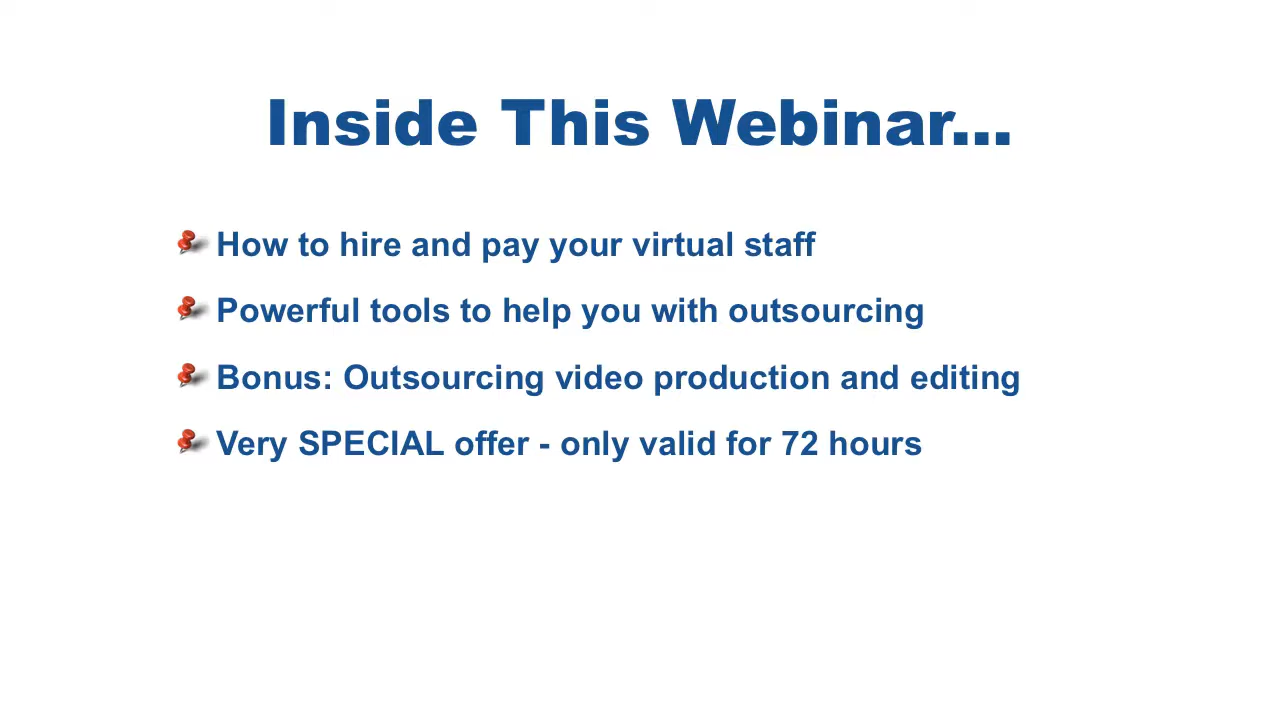 Inside This Webinar...
How to hire and pay your virtual staff
Powerful tools to help you with outsourcing
Bonus: Outsourcing video production and editing
Very SPECIAL offer - only valid for 72 hours